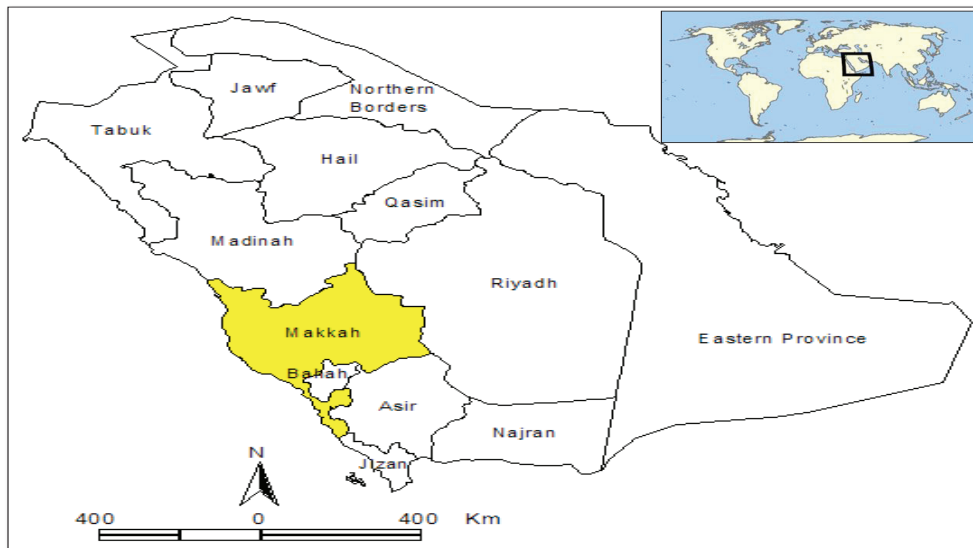 Jawf
Northern
Borders
Tabuk
Hail
Qasim
Madinah
Riyadh
Makkah
Eastern Province
Bahah
Asir
Najran
Jizan
N
400 0 400 Km